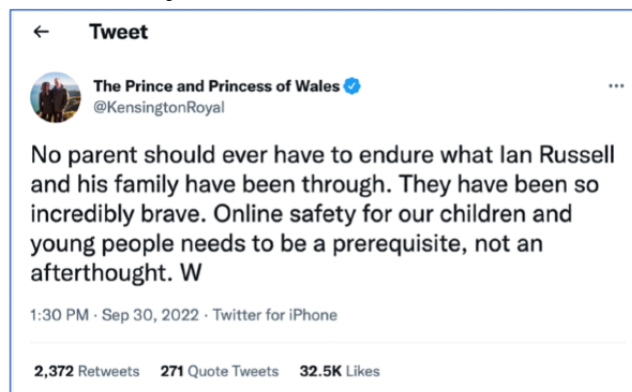 Tweet
The Prince and Princess of Wales
@KensingtonRoyal
No parent should ever have to endure what Ian Russell
and his family have been through. They have been so
incredibly brave. Online safety for our children and
young people needs to be a prerequisite, not an
afterthought. W
1:30 PM · Sep 30, 2022 · Twitter for iPhone
2,372 Retweets 271 Quote Tweets 32.5K Likes